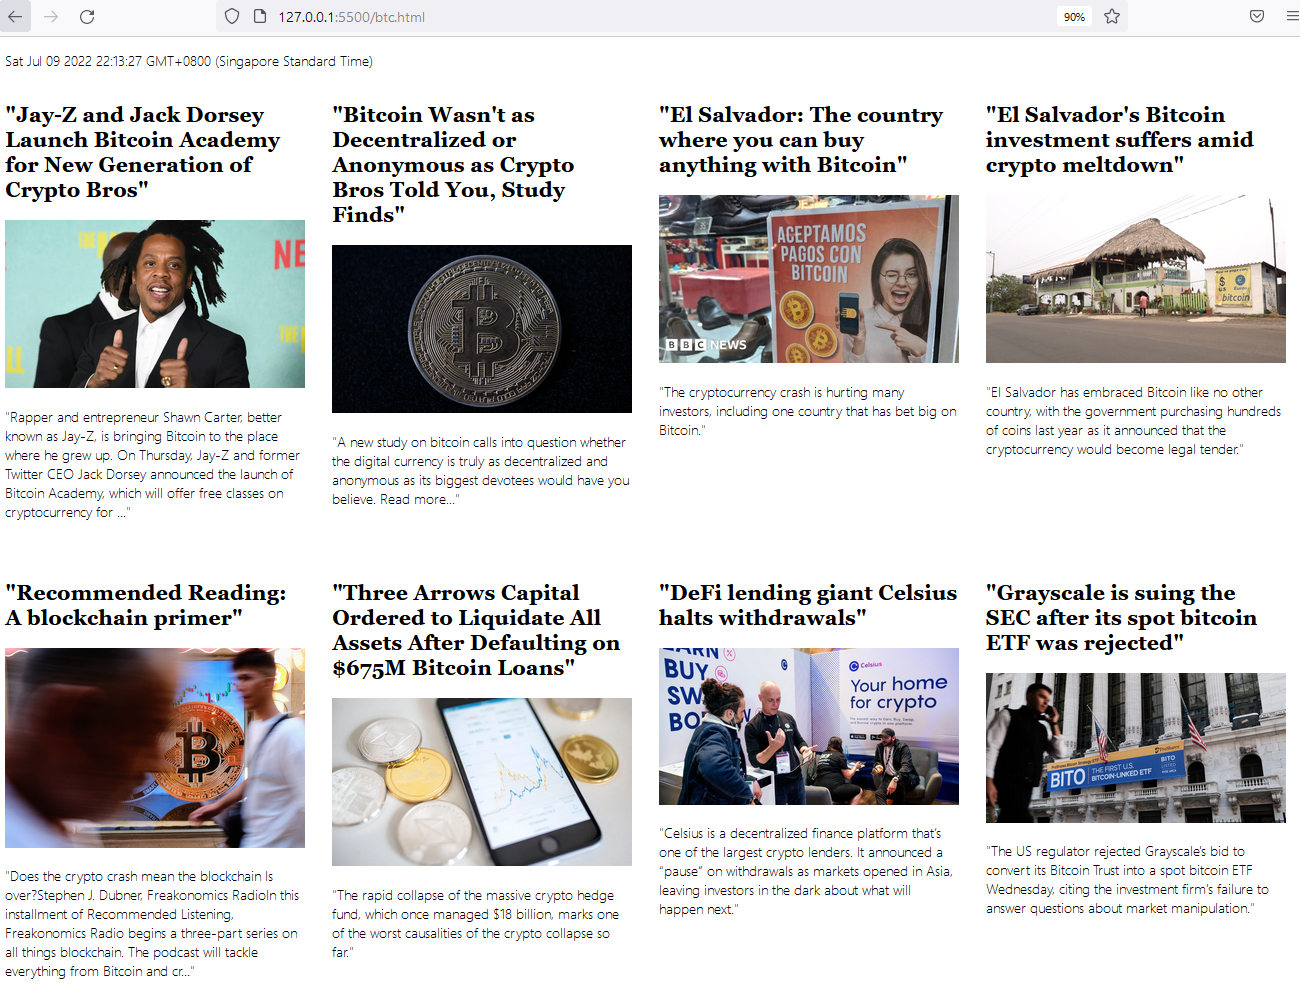 127.0.0.1:5500/btc.html
90%
Sat Jul 09 2022 22:13:27 GMT+0800 (Singapore Standard Time)
"Jay-Z and Jack Dorsey
Launch Bitcoin Academy
for New Generation of
Crypto Bros"
NE
"Rapper and entrepreneur Shawn Carter, better
known as Jay-Z, is bringing Bitcoin to the place
where he grew up. On Thursday, Jay-Z and former
Twitter CEO Jack Dorsey announced the launch of
Bitcoin Academy, which will offer free classes on
cryptocurrency for ..."
"Bitcoin Wasn't as
Decentralized or
Anonymous as Crypto
Bros Told You, Study
Finds"
"A new study on bitcoin calls into question whether
the digital currency is truly as decentralized and
anonymous as its biggest devotees would have you
believe. Read more..."
"El Salvador: The country
where you can buy
anything with Bitcoin"
ACEPTAMOS
PAGOS CON
BITCOIN
BBC NEWS
"The cryptocurrency crash is hurting many
investors, including one country that has bet big on
Bitcoin."
"El Salvador's Bitcoin
investment suffers amid
crypto meltdown"
bitcoin
"El Salvador has embraced Bitcoin like no other
country, with the government purchasing hundreds
of coins last year as it announced that the
cryptocurrency would become legal tender."
"Recommended Reading:
A blockchain primer"
"Does the crypto crash mean the blockchain Is
over?Stephen J. Dubner, Freakonomics RadioIn this
installment of Recommended Listening,
Freakonomics Radio begins a three-part series on
all things blockchain. The podcast will tackle
everything from Bitcoin and cr..."
"Three Arrows Capital
Ordered to Liquidate All
Assets After Defaulting on
$675M Bitcoin Loans"
"The rapid collapse of the massive crypto hedge
fund, which once managed $18 billion, marks one
of the worst causalities of the crypto collapse so
far."
"DeFi lending giant Celsius
halts withdrawals"
EARN
BUY
SW
BO
Celsius
Your home
for crypto
"Celsius is a decentralized finance platform that's
one of the largest crypto lenders. It announced a
"pause" on withdrawals as markets opened in Asia,
leaving investors in the dark about what will
happen next."
"Grayscale is suing the
SEC after its spot bitcoin
ETF was rejected"
BITO
THE FIRST U.S.
BITCOIN-LINKED ETF
BITO
"The US regulator rejected Grayscale's bid to
convert its Bitcoin Trust into a spot bitcoin ETF
Wednesday, citing the investment firm's failure to
answer questions about market manipulation."